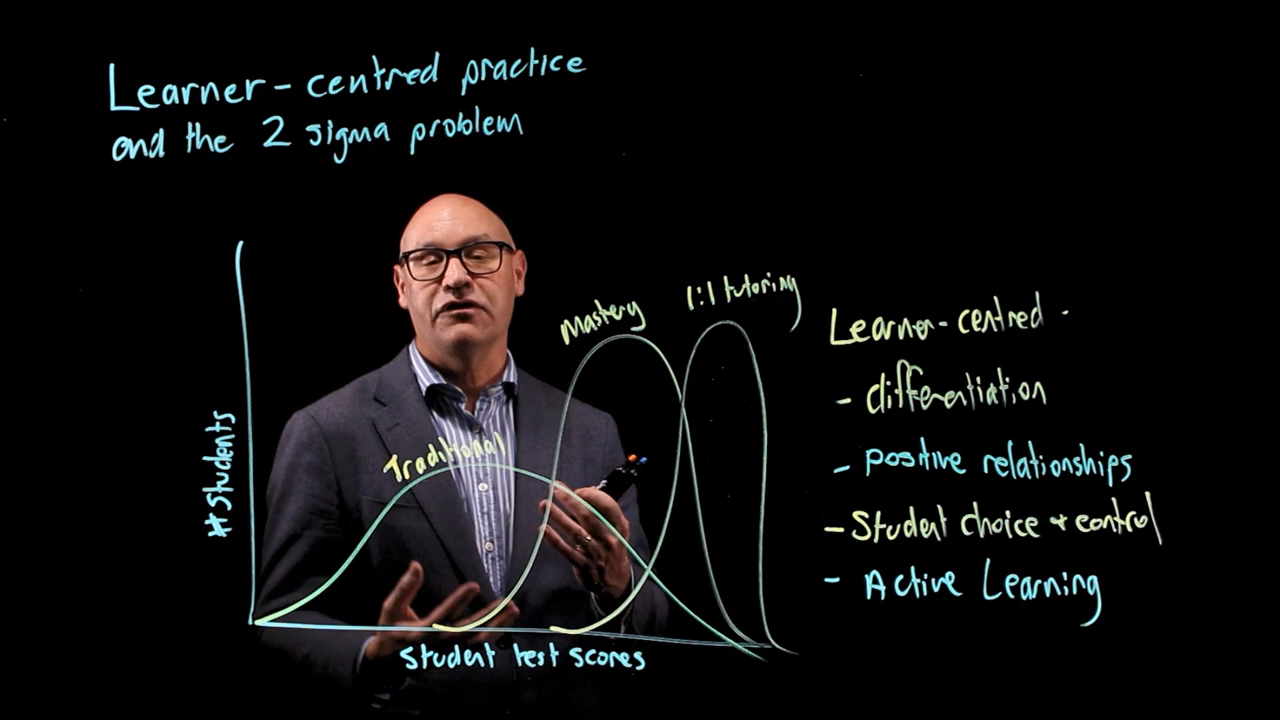 Learner-centred practice
and the 2 sigma problem
# Students
Traditional
Mastery
1:1 tutoring
Student test scores
Learner-centred -
- differentiation
- positive relationships
- Student choice + control
- Active Learning